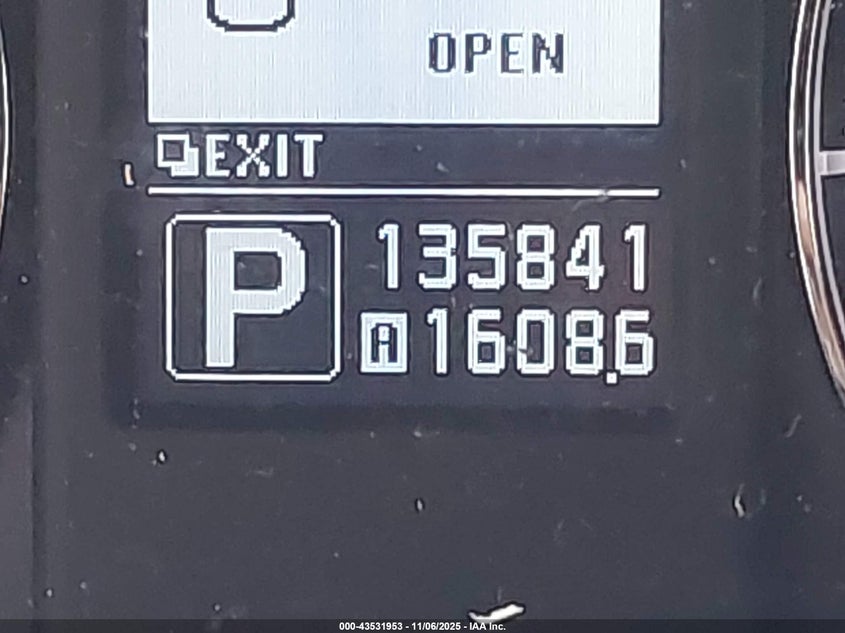 OPEN
EXIT
P
135841
A 1608.6
000-43531953 - 11/06/2025 - IAA Inc.